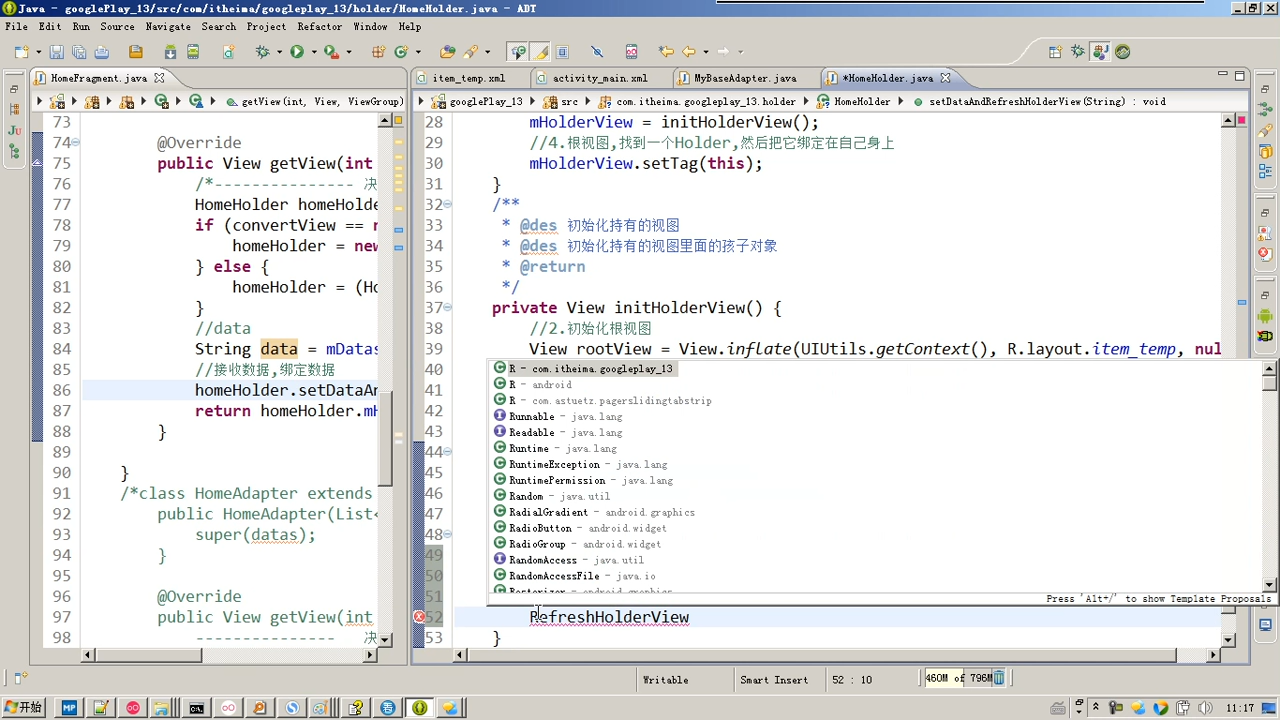 Java - googlePlay_13/src/com/itheima/googleplay_13/holder/HomeHolder.java - ADT
File Edit Run Source Navigate Search Project Refactor Window Help
HomeFragment.java
item_temp.xml activity_main.xml MyBaseAdapter.java *HomeHolder.java
getView(int, View, ViewGroup)
googlePlay_13 src com.itheima.googleplay_13.holder HomeHolder setDataAndRefreshHolderView(String) : void
73
74 @Override
75 public View getView(int
76 /*--------------- 决
77 HomeHolder homeHolde
78 if (convertView == n
79 homeHolder = new
80 } else {
81 homeHolder = (Ho
82 }
83 //data
84 String data = mDatas
85 //接收数据,绑定数据
86 homeHolder.setDataAn
87 return homeHolder.mH
88 }
89
90 }
91 /*class HomeAdapter extends
92 public HomeAdapter(List<
93 super(datas);
94 }
95
96 @Override
97 public View getView(int
98 --------------- 决
28 mHolderView = initHolderView();
29 //4.根视图,找到一个Holder,然后把它绑定在自己身上
30 mHolderView.setTag(this);
31 }
32 /**
33 * @des 初始化持有的视图
34 * @des 初始化持有的视图里面的孩子对象
35 * @return
36 */
37 private View initHolderView() {
38 //2.初始化根视图
39 View rootView = View.inflate(UIUtils.getContext(), R.layout.item_temp, nul
40
41
42
43
44
45
46
47
48
49
50
51
52 RefreshHolderView
53 }
R - com.itheima.googleplay_13
R - android
R - com.astuetz.pagerslidingtabstrip
Runnable - java.lang
Readable - java.lang
Runtime - java.lang
RuntimeException - java.lang
RuntimePermission - java.lang
Random - java.util
RadialGradient - android.graphics
RadioButton - android.widget
RadioGroup - android.widget
RandomAccess - java.util
RandomAccessFile - java.io
Rasterizer - android.graphics
Press 'Alt+/' to show Template Proposals
Writable Smart Insert 52 : 10 460M of 796M
开始 11:17